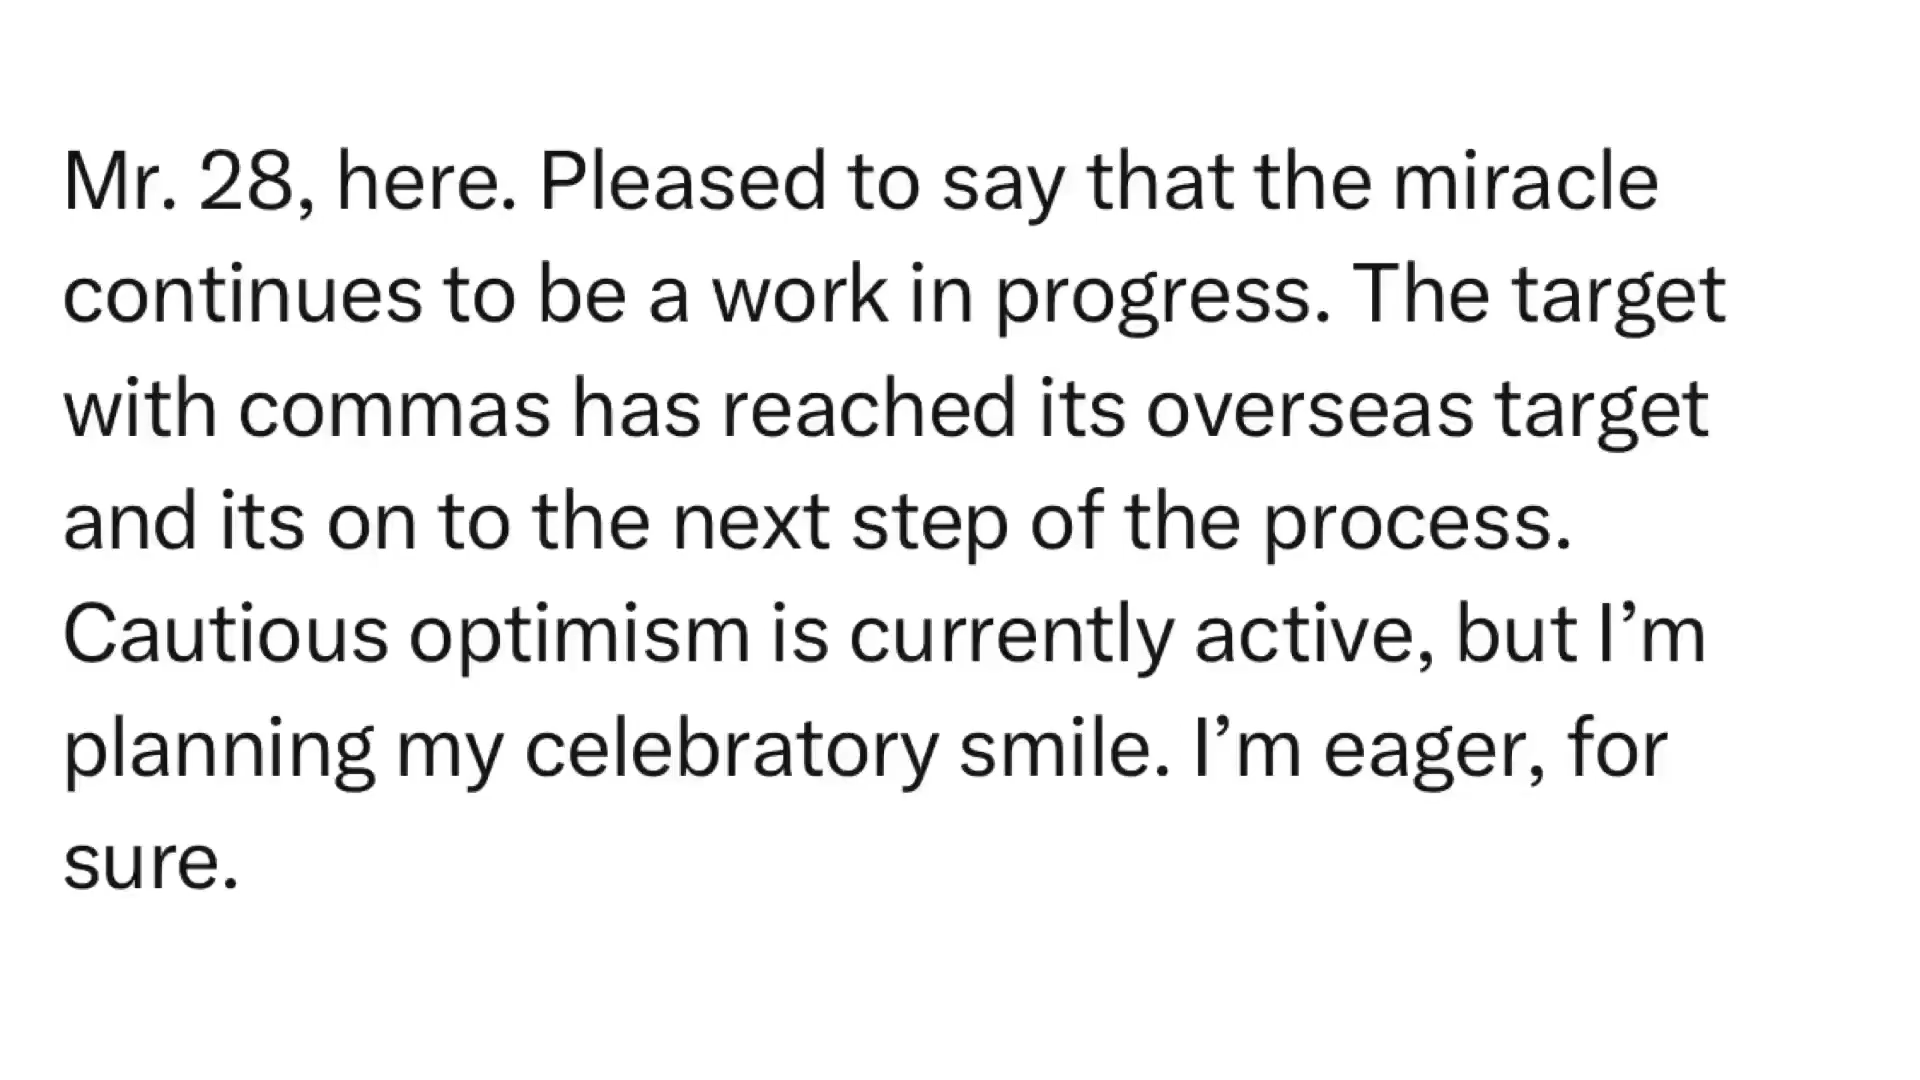 Mr. 28, here. Pleased to say that the miracle
continues to be a work in progress. The target
with commas has reached its overseas target
and its on to the next step of the process.
Cautious optimism is currently active, but I’m
planning my celebratory smile. I’m eager, for
sure.